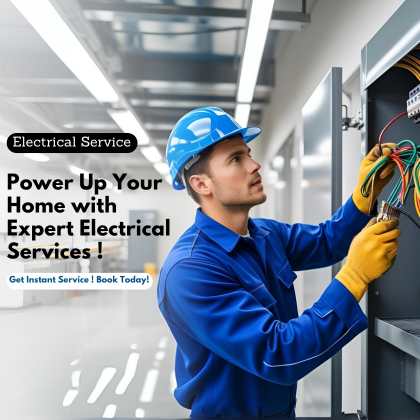 Electrical Service
Power Up Your
Home with
Expert Electrical
Services !
Get Instant Service ! Book Today!